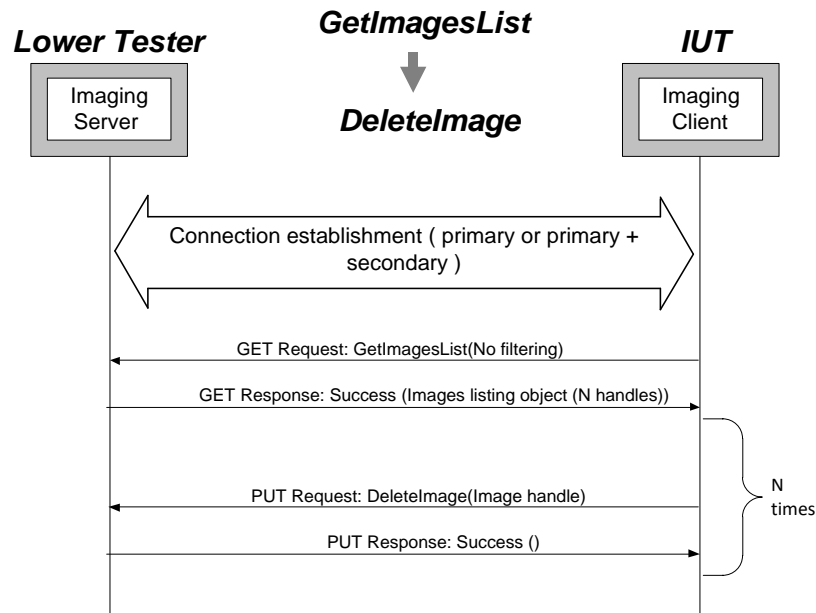 GetImagesList
Lower Tester
IUT
Imaging
Server
Imaging
Client
DeleteImage
Connection establishment ( primary or primary +
secondary )
GET Request: GetImagesList(No filtering)
GET Response: Success (Images listing object (N handles))
PUT Request: DeleteImage(Image handle)
N
times
PUT Response: Success ()